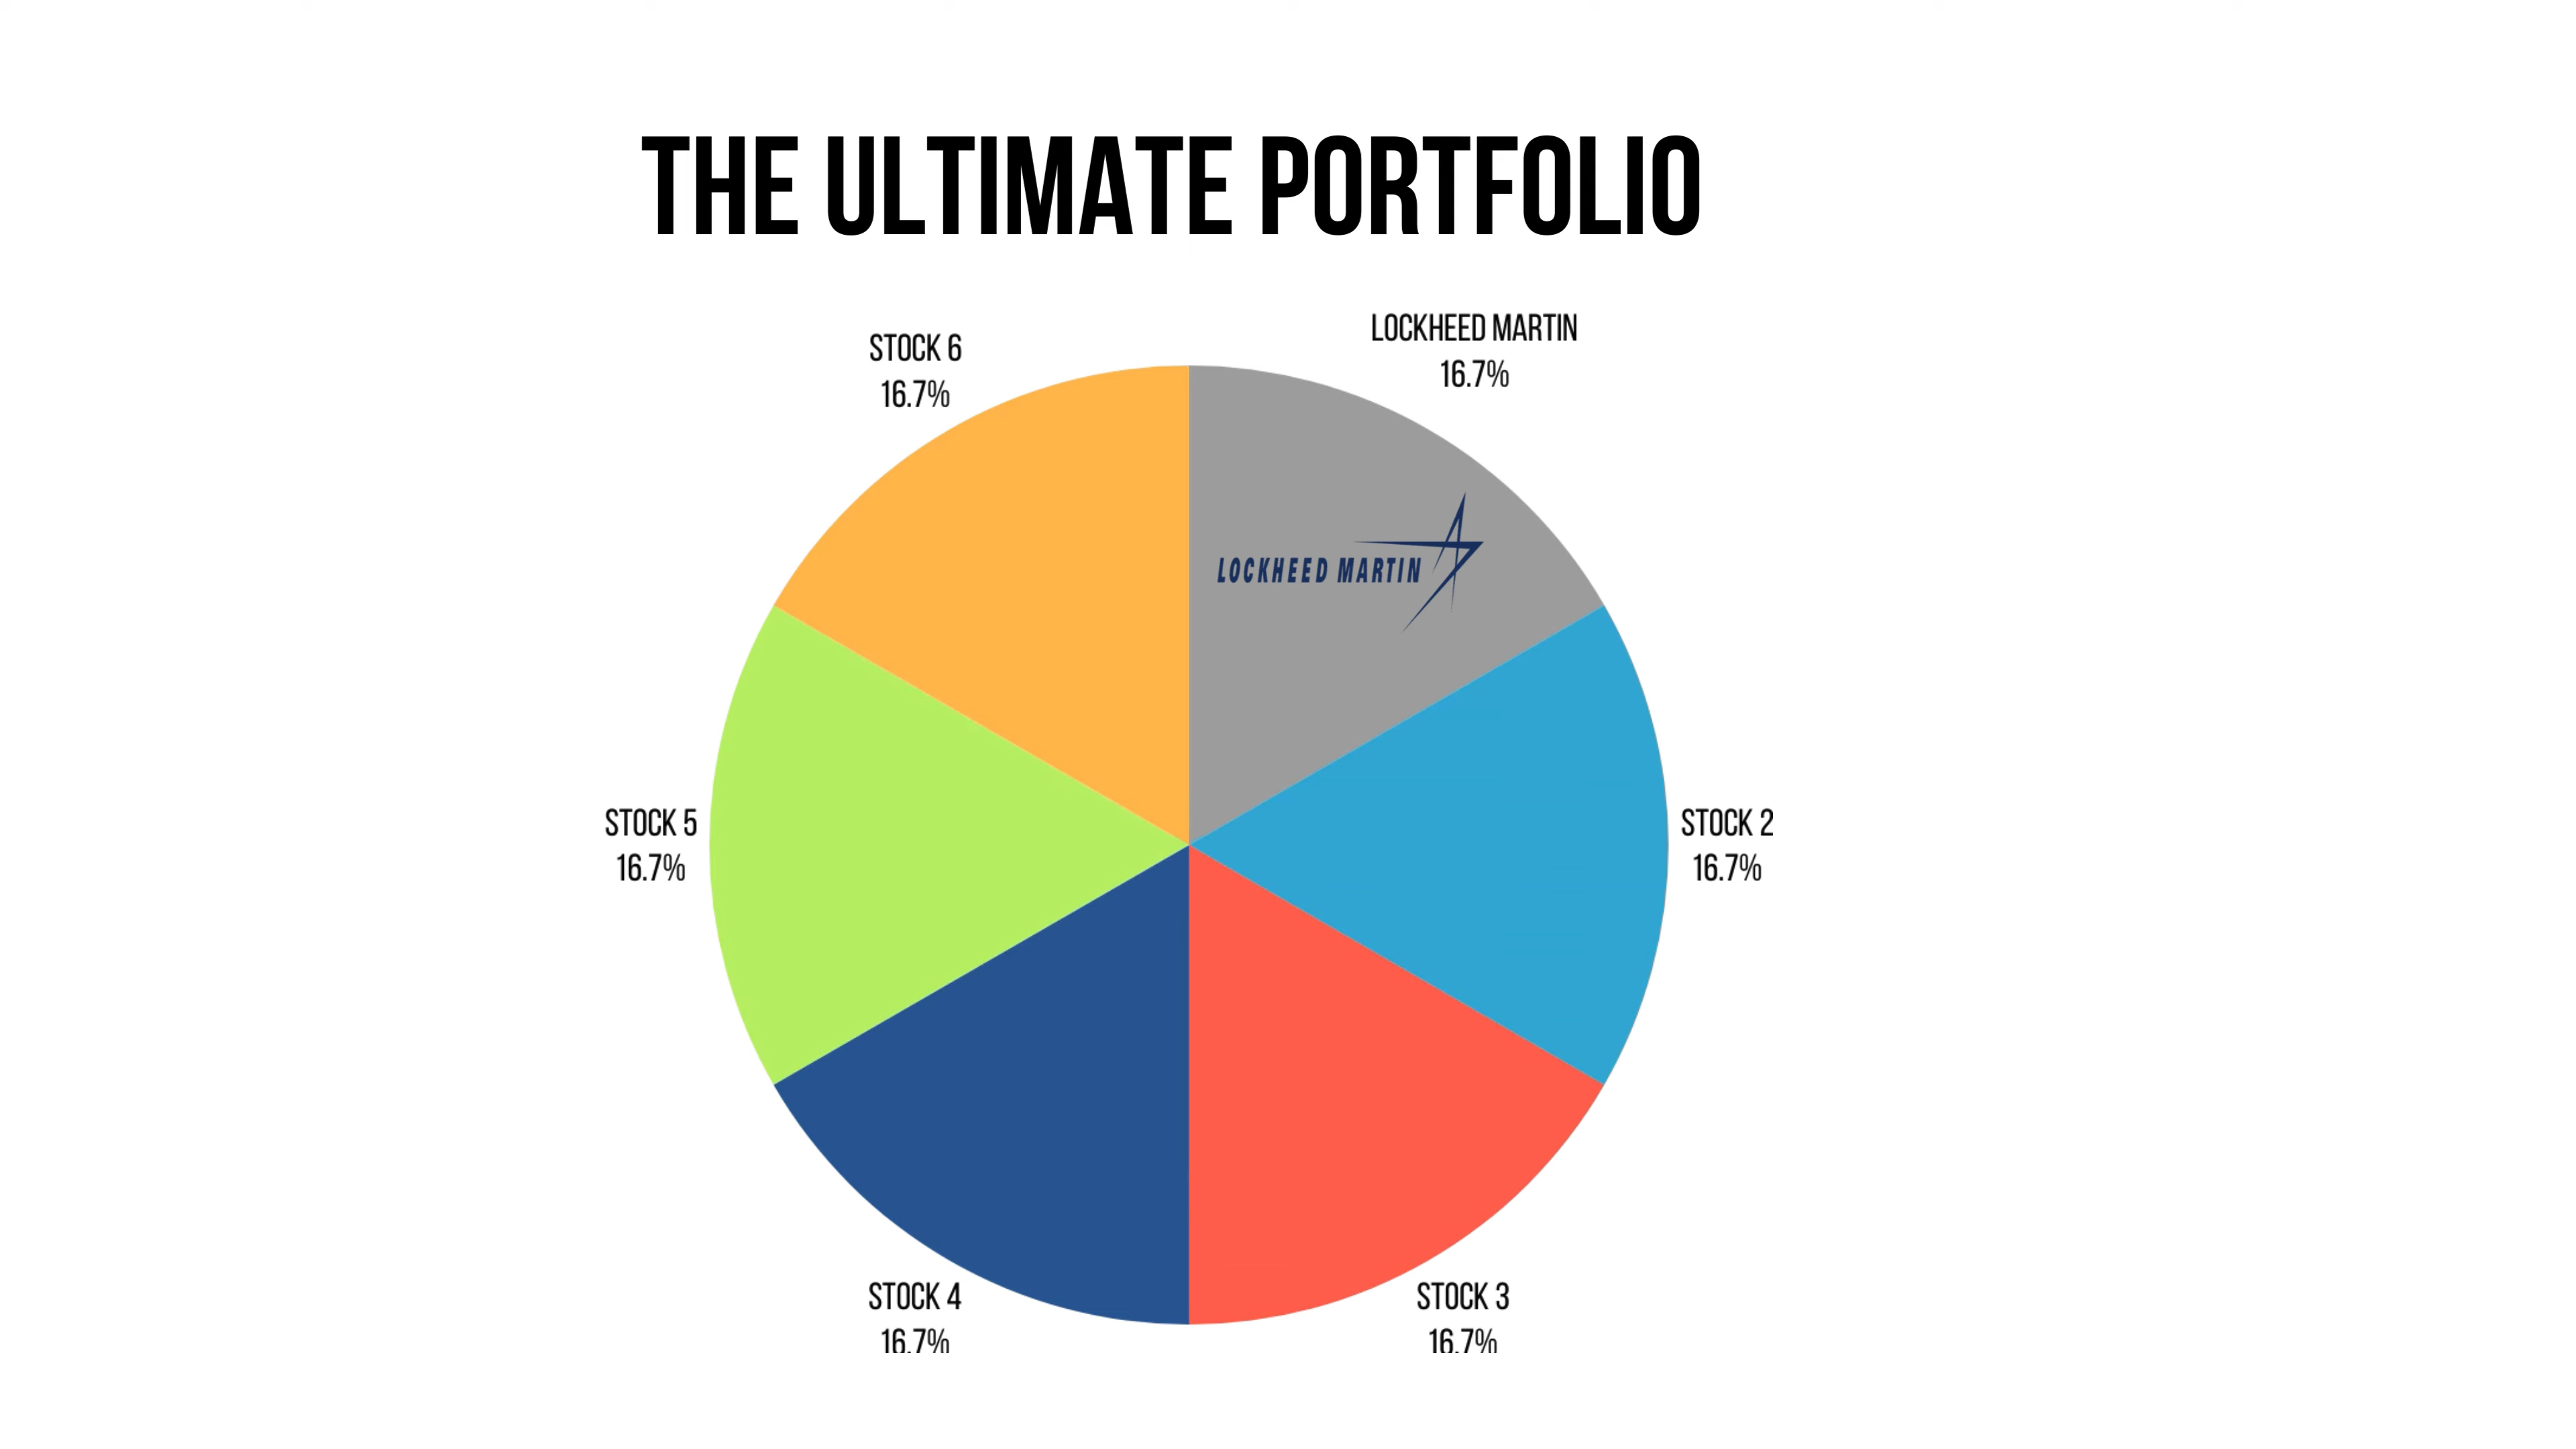 THE ULTIMATE PORTFOLIO
STOCK 6
16.7%
LOCKHEED MARTIN
16.7%
LOCKHEED MARTIN
STOCK 5
16.7%
STOCK 2
16.7%
STOCK 4
16.7%
STOCK 3
16.7%